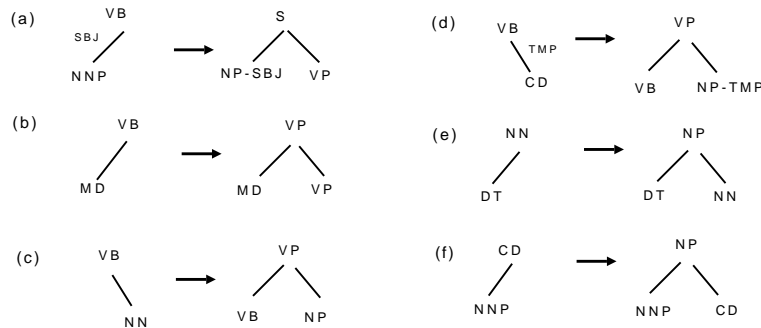 (a)
VB
SBJ
NNP
S
NP-SBJ VP
(b)
VB
MD
VP
MD VP
(c)
VB
NN
VP
VB NP
(d)
VB
TMP
CD
VP
VB NP-TMP
(e)
NN
DT
NP
DT NN
(f)
CD
NNP
NP
NNP CD